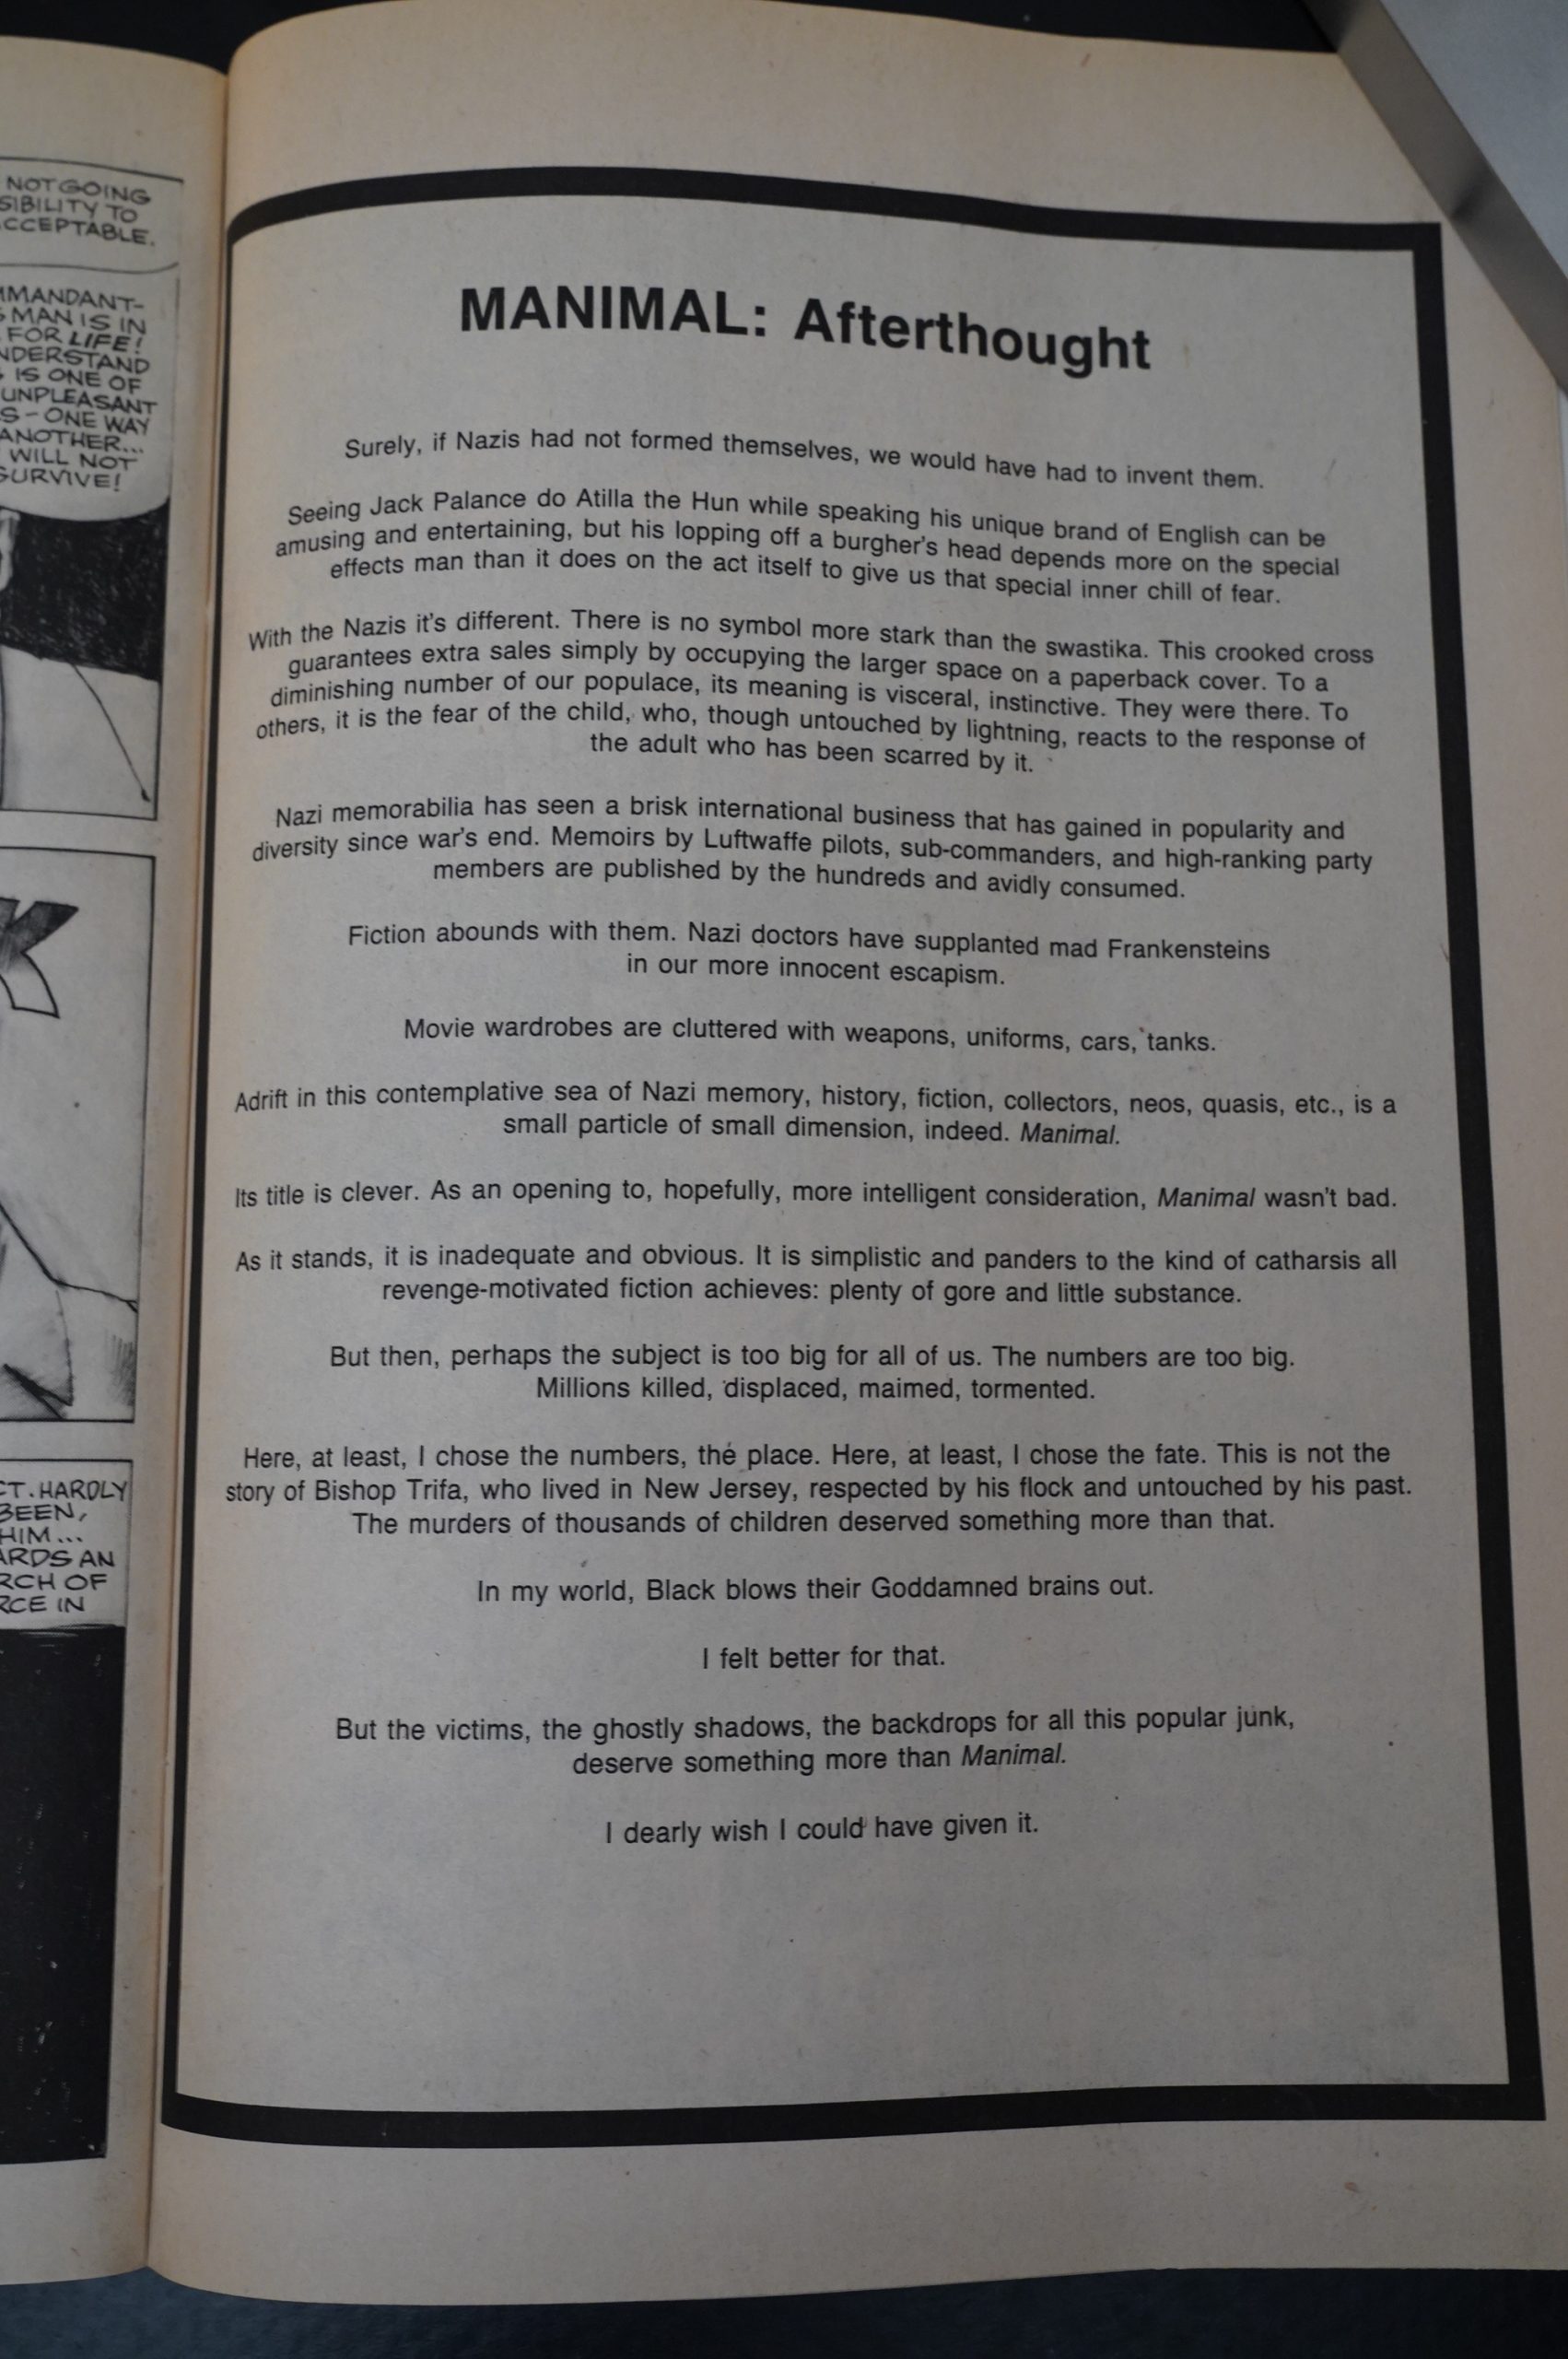 NOT GOING
SIBILITY TO
CCEPTABLE.
MMANDANT-
MAN IS IN
FOR LIFE!
NDERSTAND
IS ONE OF
UNPLEASANT
S - ONE WAY
ANOTHER...
WILL NOT
SURVIVE!
K
CT. HARDLY
BEEN,
HIM...
ARDS AN
RCH OF
RCE IN
MANIMAL: Afterthought
Surely, if Nazis had not formed themselves, we would have had to invent them.
Seeing Jack Palance do Atilla the Hun while speaking his unique brand of English can be
amusing and entertaining, but his lopping off a burgher's head depends more on the special
effects man than it does on the act itself to give us that special inner chill of fear.
With the Nazis it's different. There is no symbol more stark than the swastika. This crooked cross
guarantees extra sales simply by occupying the larger space on a paperback cover. To a
diminishing number of our populace, its meaning is visceral, instinctive. They were there. To
others, it is the fear of the child, who, though untouched by lightning, reacts to the response of
the adult who has been scarred by it.
Nazi memorabilia has seen a brisk international business that has gained in popularity and
diversity since war's end. Memoirs by Luftwaffe pilots, sub-commanders, and high-ranking party
members are published by the hundreds and avidly consumed.
Fiction abounds with them. Nazi doctors have supplanted mad Frankensteins
in our more innocent escapism.
Movie wardrobes are cluttered with weapons, uniforms, cars, tanks.
Adrift in this contemplative sea of Nazi memory, history, fiction, collectors, neos, quasis, etc., is a
small particle of small dimension, indeed. Manimal.
Its title is clever. As an opening to, hopefully, more intelligent consideration, Manimal wasn't bad.
As it stands, it is inadequate and obvious. It is simplistic and panders to the kind of catharsis all
revenge-motivated fiction achieves: plenty of gore and little substance.
But then, perhaps the subject is too big for all of us. The numbers are too big.
Millions killed, displaced, maimed, tormented.
Here, at least, I chose the numbers, the place. Here, at least, I chose the fate. This is not the
story of Bishop Trifa, who lived in New Jersey, respected by his flock and untouched by his past.
The murders of thousands of children deserved something more than that.
In my world, Black blows their Goddamned brains out.
I felt better for that.
But the victims, the ghostly shadows, the backdrops for all this popular junk,
deserve something more than Manimal.
I dearly wish I could have given it.